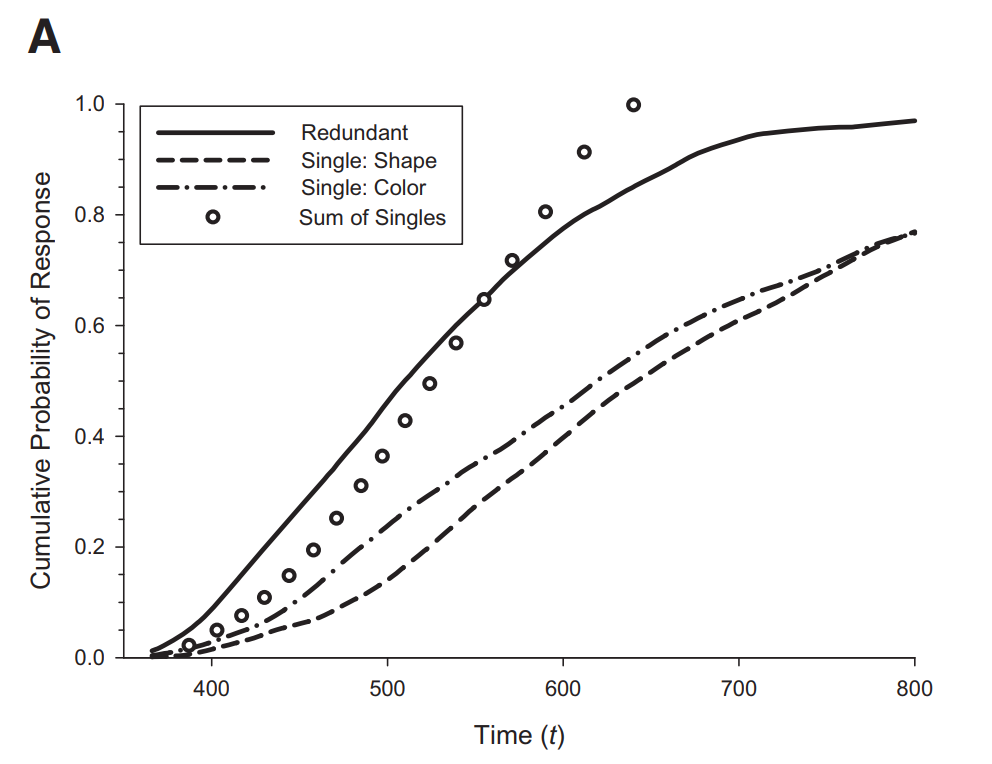 A
1.0
0.8
0.6
0.4
0.2
0.0
Cumulative Probability of Response
Redundant
Single: Shape
Single: Color
Sum of Singles
400 500 600 700 800
Time (t)